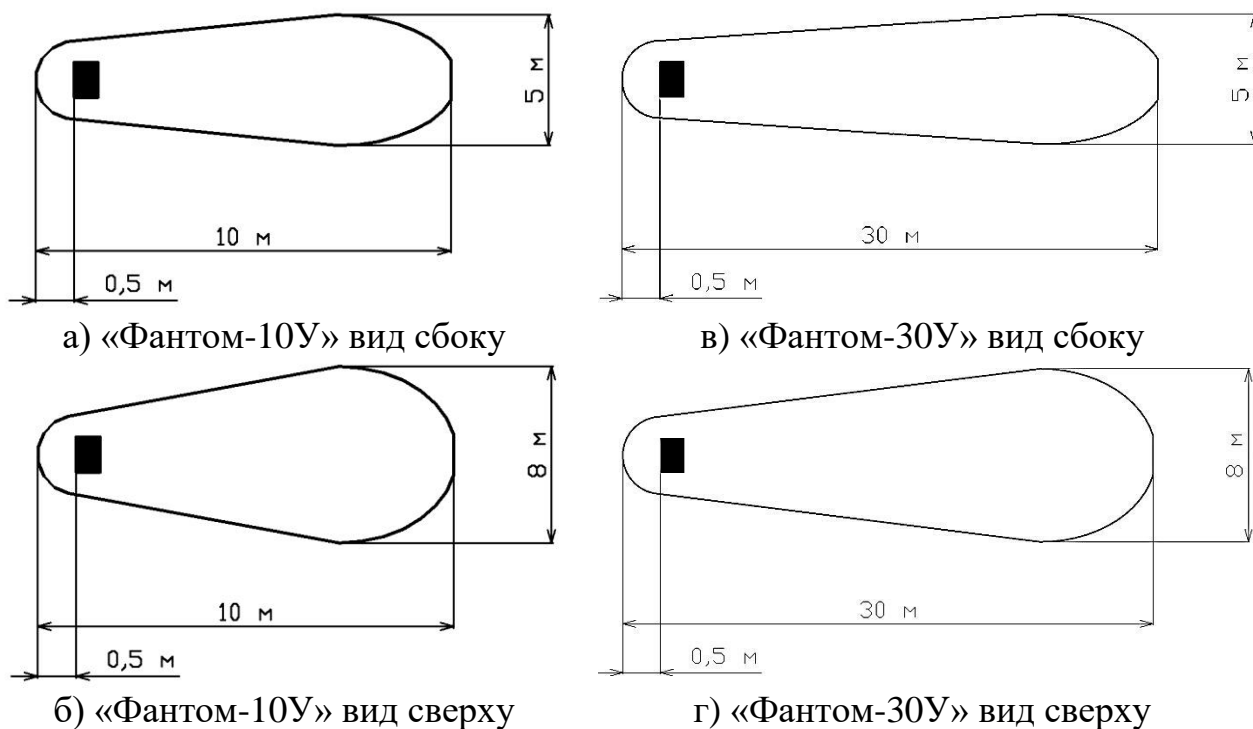 5 м
10 м
0,5 м
а) «Фантом-10У» вид сбоку
5 м
30 м
0,5 м
в) «Фантом-30У» вид сбоку
8 м
10 м
0,5 м
б) «Фантом-10У» вид сверху
8 м
30 м
0,5 м
г) «Фантом-30У» вид сверху